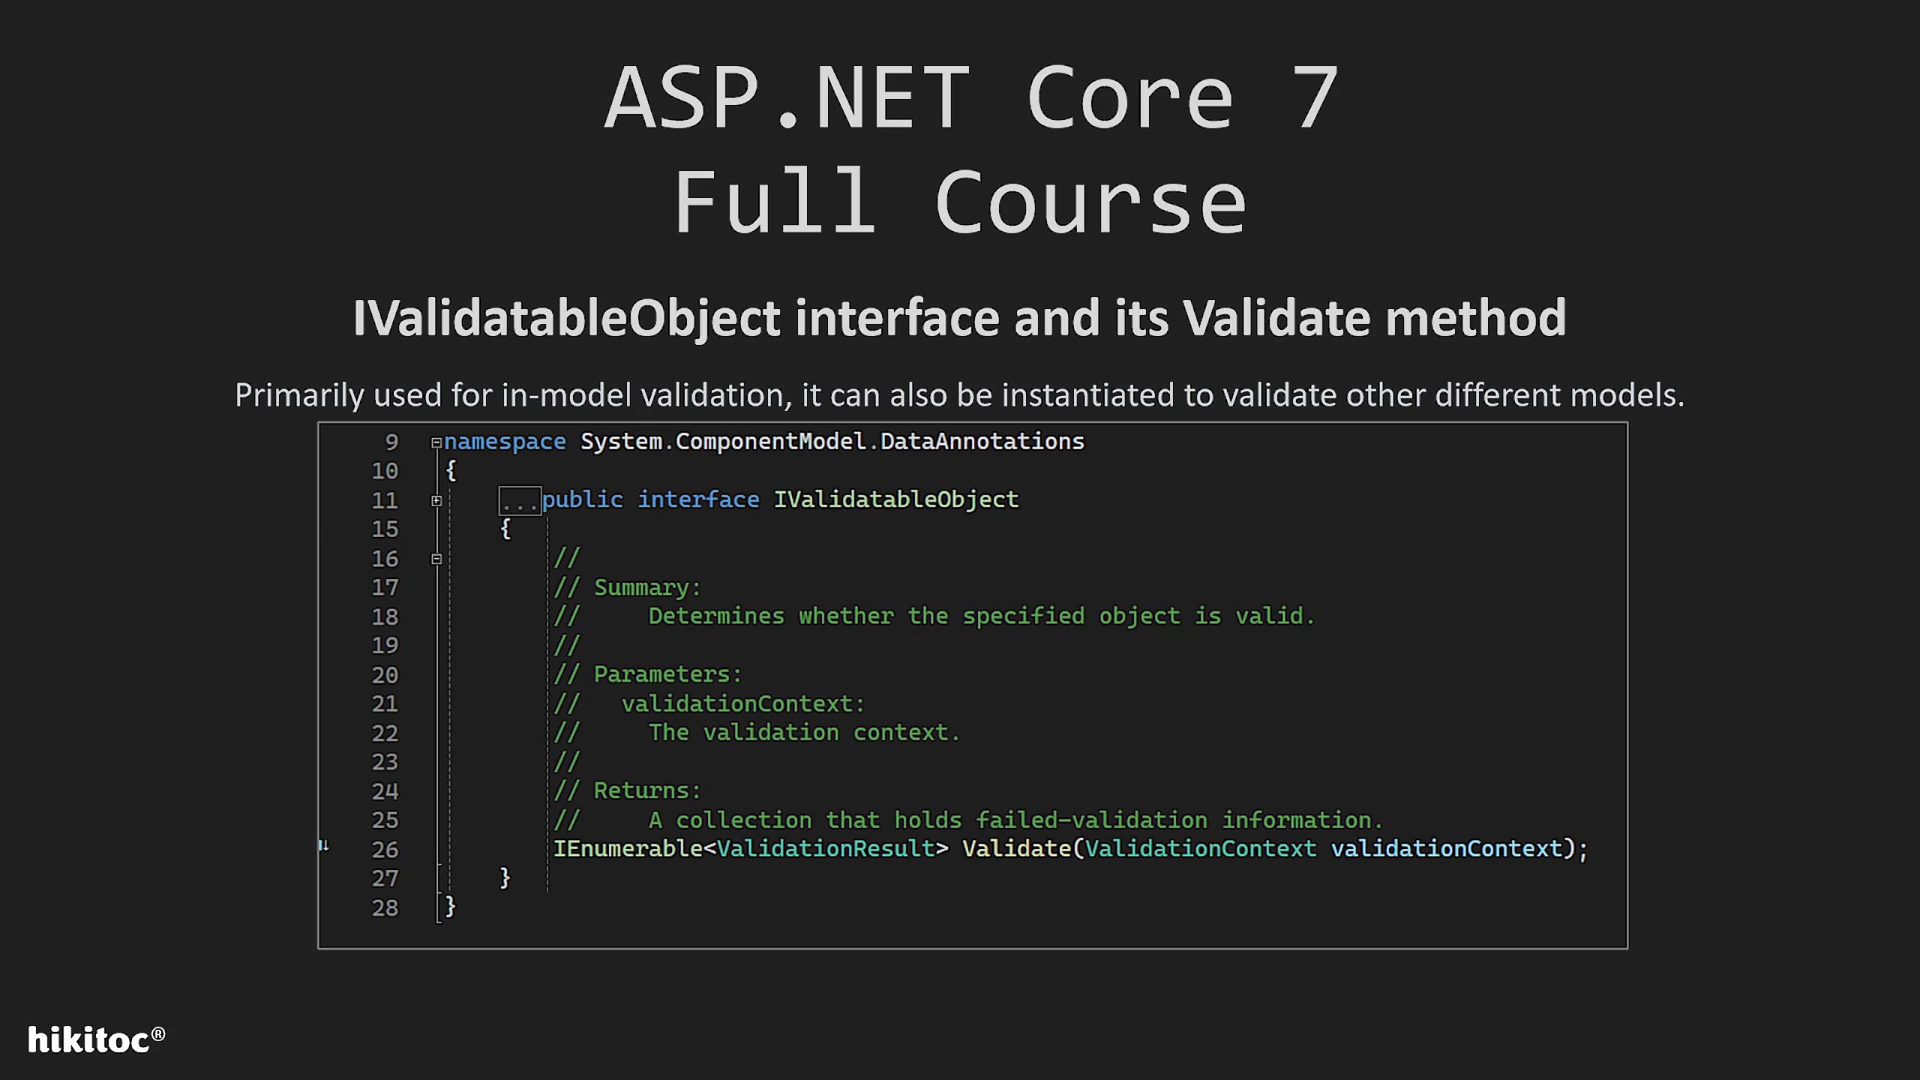 ASP.NET Core 7
Full Course
IValidatableObject interface and its Validate method
Primarily used for in-model validation, it can also be instantiated to validate other different models.
9 namespace System.ComponentModel.DataAnnotations
10 {
11 ...public interface IValidatableObject
15 {
16 //
17 // Summary:
18 // Determines whether the specified object is valid.
19 //
20 // Parameters:
21 // validationContext:
22 // The validation context.
23 //
24 // Returns:
25 // A collection that holds failed-validation information.
26 IEnumerable<ValidationResult> Validate(ValidationContext validationContext);
27 }
28 }
hikitoc®